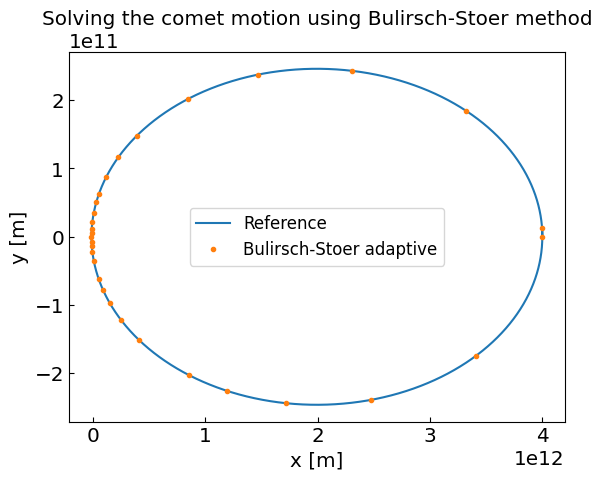 Solving the comet motion using Bulirsch-Stoer method
1e11
2
1
0
−1
−2
y [m]
Reference
Bulirsch-Stoer adaptive
0 1 2 3 4
x [m]
1e12